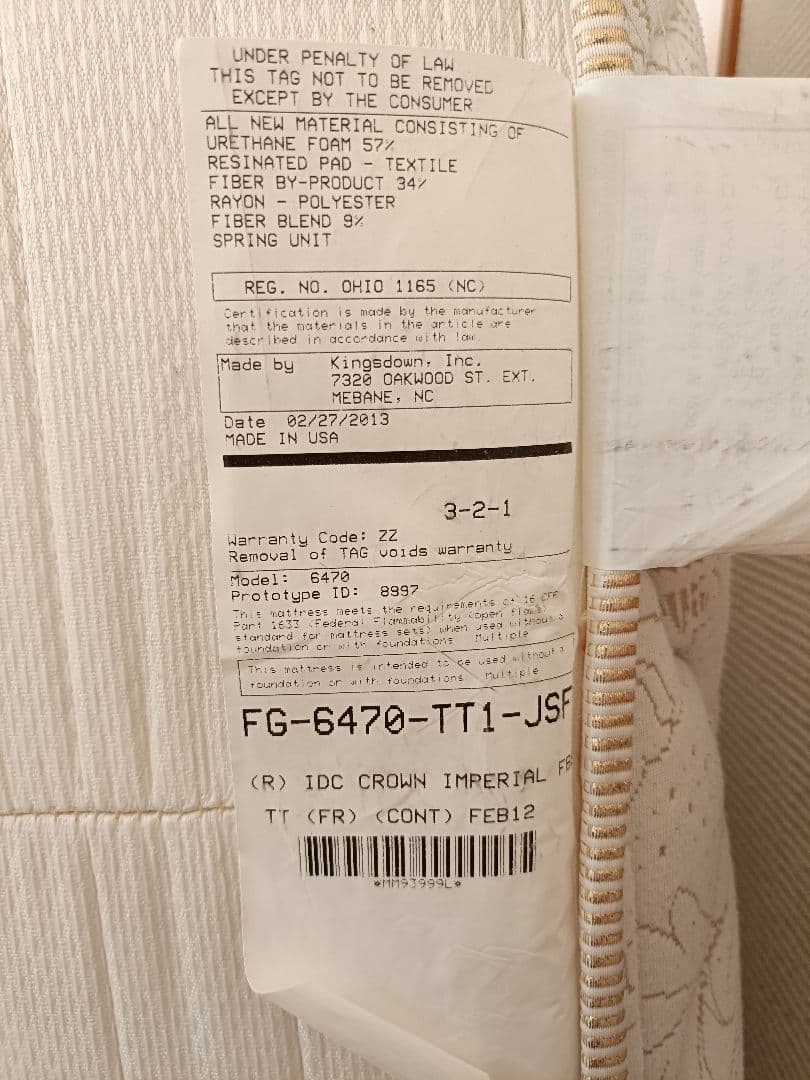 UNDER PENALTY OF LAW
THIS TAG NOT TO BE REMOVED
EXCEPT BY THE CONSUMER
ALL NEW MATERIAL CONSISTING OF
URETHANE FOAM 57%
RESINATED PAD - TEXTILE
FIBER BY-PRODUCT 34%
RAYON - POLYESTER
FIBER BLEND 9%
SPRING UNIT
REG. NO. OHIO 1165 (NC)
Certification is made by the manufacturer
that the materials in the article are
described in accordance with law
Made by Kingsdown, Inc.
7320 OAKWOOD ST. EXT.
MEBANE, NC
Date 02/27/2013
MADE IN USA
3-2-1
Warranty Code: ZZ
Removal of TAG voids warranty
Model: 6470
Prototype ID: 8997
This mattress meets the requirements of 16 CFR
Part 1633 (Federal Flammability (open flame)
standard for mattress sets) when used without a
foundation or with foundations Multiple
This mattress is intended to be used without a
foundation or with foundations Multiple
FG-6470-TT1-JSF
(R) IDC CROWN IMPERIAL
TT (FR) (CONT) FEB12
*MM93999L*